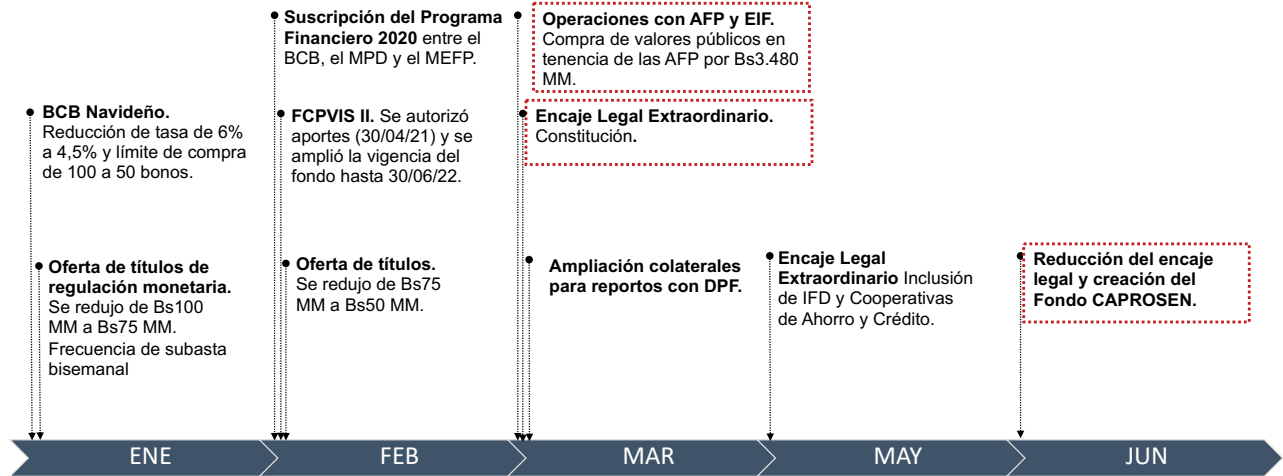 BCB Navideño.
Reducción de tasa de 6%
a 4,5% y límite de compra
de 100 a 50 bonos.
Oferta de títulos de
regulación monetaria.
Se redujo de Bs100
MM a Bs75 MM.
Frecuencia de subasta
bisemanal
Suscripción del Programa
Financiero 2020 entre el
BCB, el MPD y el MEFP.
FCPVIS II. Se autorizó
aportes (30/04/21) y se
amplió la vigencia del
fondo hasta 30/06/22.
Oferta de títulos.
Se redujo de Bs75
MM a Bs50 MM.
Operaciones con AFP y EIF.
Compra de valores públicos en
tenencia de las AFP por Bs3.480
MM.
Encaje Legal Extraordinario.
Constitución.
Ampliación colaterales
para reportos con DPF.
Encaje Legal
Extraordinario Inclusión
de IFD y Cooperativas
de Ahorro y Crédito.
Reducción del encaje
legal y creación del
Fondo CAPROSEN.
ENE
FEB
MAR
MAY
JUN